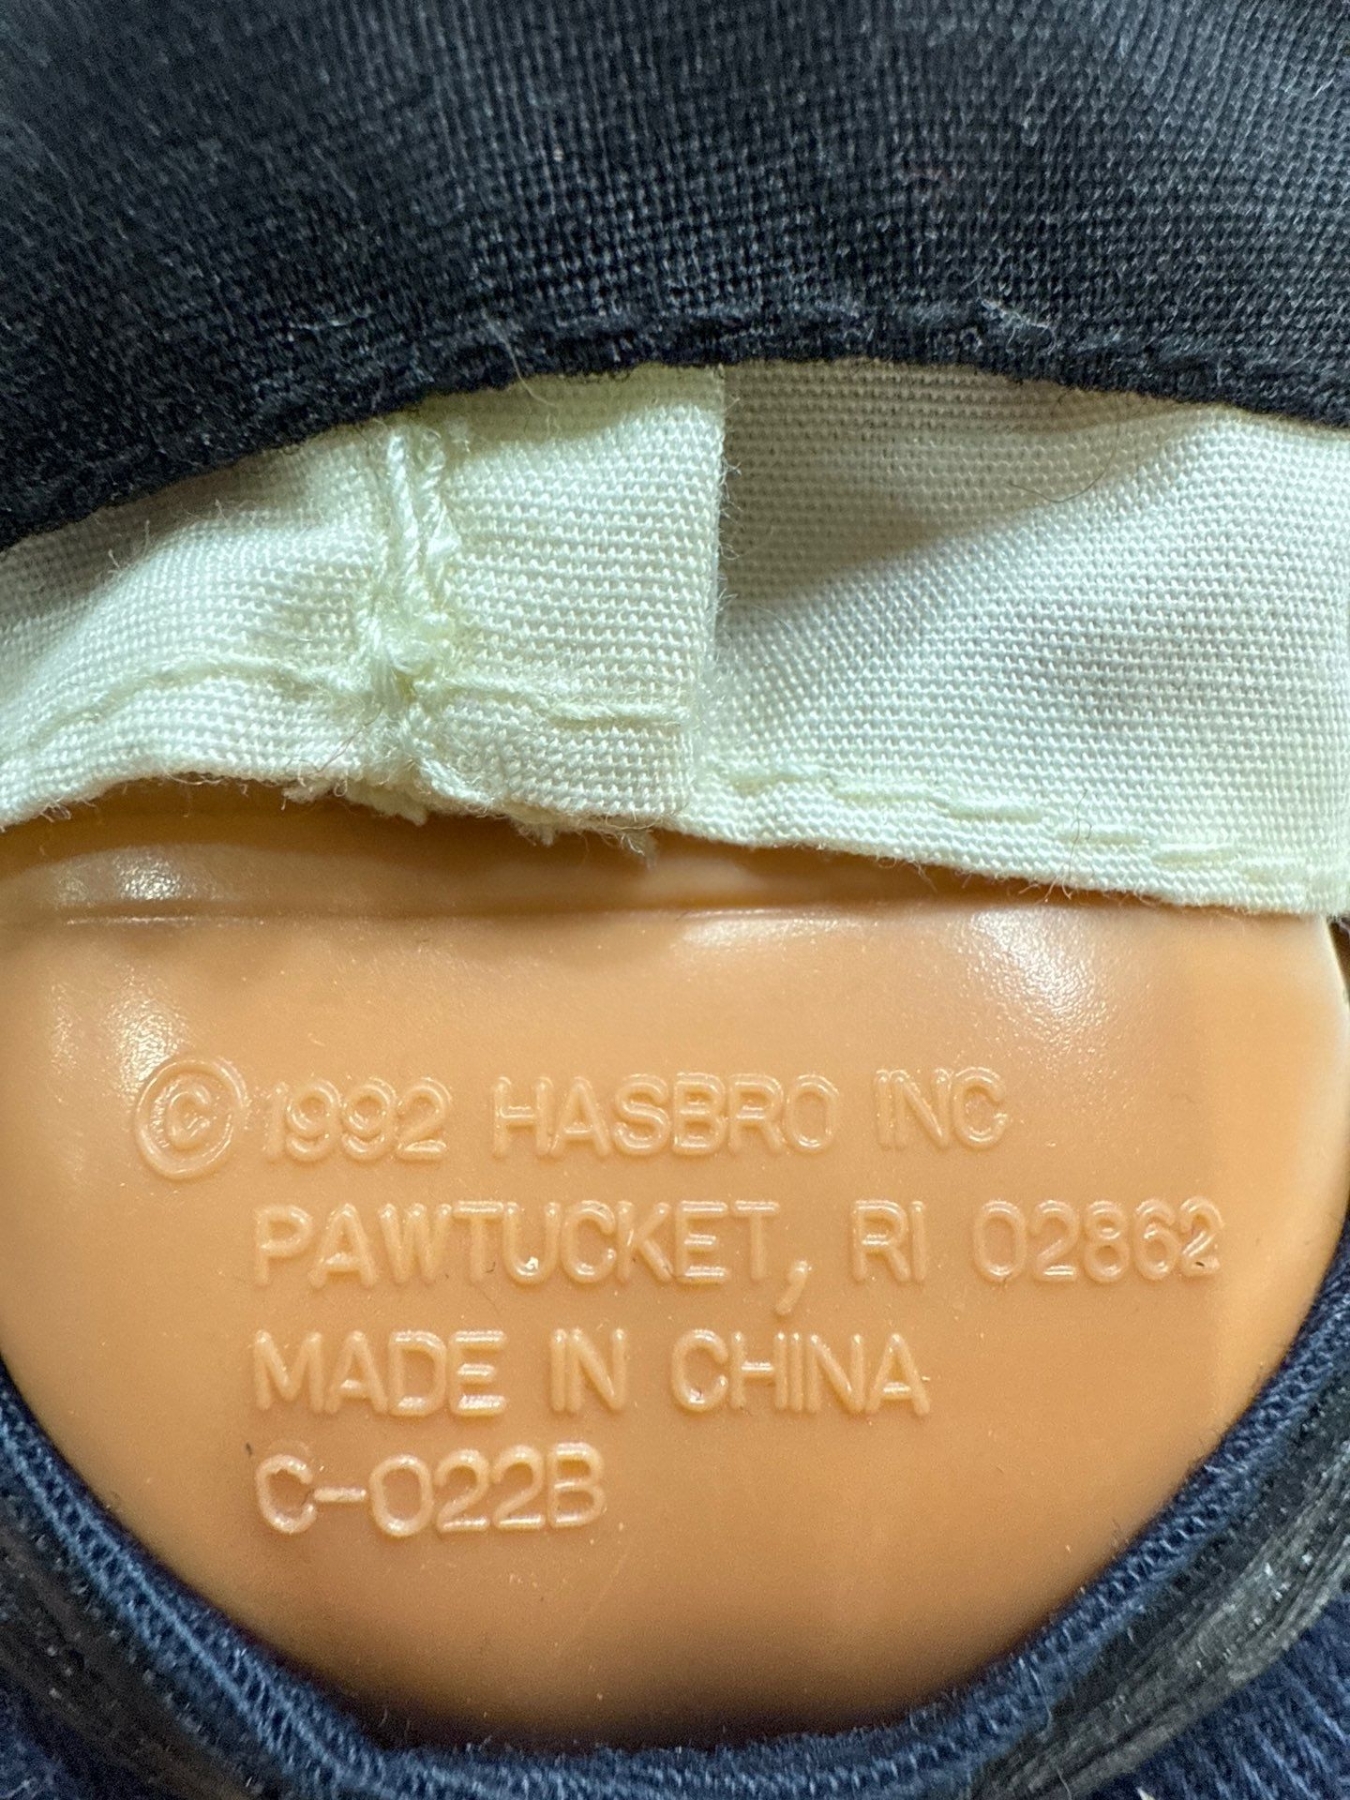 ©1992 HASBRO INC
PAWTUCKET, RI 02862
MADE IN CHINA
C-022B